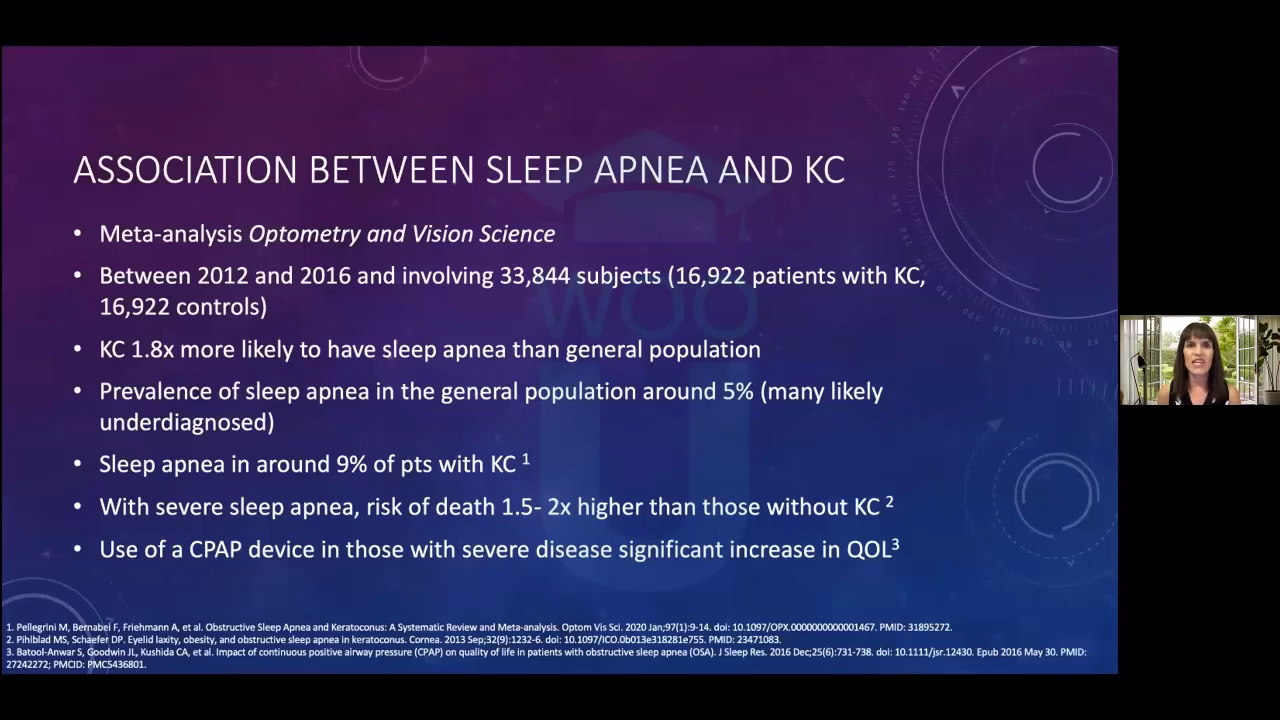 ASSOCIATION BETWEEN SLEEP APNEA AND KC
• Meta-analysis Optometry and Vision Science
• Between 2012 and 2016 and involving 33,844 subjects (16,922 patients with KC,
16,922 controls)
• KC 1.8x more likely to have sleep apnea than general population
• Prevalence of sleep apnea in the general population around 5% (many likely
underdiagnosed)
• Sleep apnea in around 9% of pts with KC 1
• With severe sleep apnea, risk of death 1.5- 2x higher than those without KC 2
• Use of a CPAP device in those with severe disease significant increase in QOL3
WOO
U
1. Pellegrini M, Bernabei F, Friehmann A, et al. Obstructive Sleep Apnea and Keratoconus: A Systematic Review and Meta-analysis. Optom Vis Sci. 2020 Jan;97(1):9-14. doi: 10.1097/OPX.0000000000001467. PMID: 31895272.
2. Pihlblad MS, Schaefer DP. Eyelid laxity, obesity, and obstructive sleep apnea in keratoconus. Cornea. 2013 Sep;32(9):1232-6. doi: 10.1097/ICO.0b013e318281e755. PMID: 23471083.
3. Batool-Anwar S, Goodwin JL, Kushida CA, et al. Impact of continuous positive airway pressure (CPAP) on quality of life in patients with obstructive sleep apnea (OSA). J Sleep Res. 2016 Dec;25(6):731-738. doi: 10.1111/jsr.12430. Epub 2016 May 30. PMID:
27242272; PMCID: PMC5436801.